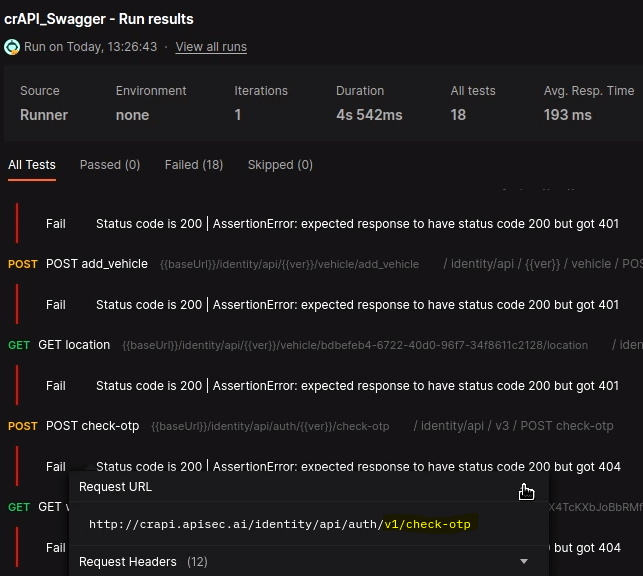 crAPI_Swagger - Run results
Run on Today, 13:26:43 · View all runs
Source Environment Iterations Duration All tests Avg. Resp. Time
Runner none 1 4s 542ms 18 193 ms
All Tests Passed (0) Failed (18) Skipped (0)
Fail Status code is 200 | AssertionError: expected response to have status code 200 but got 401
POST POST add_vehicle {{baseUrl}}/identity/api/{{ver}}/vehicle/add_vehicle / identity/api / {{ver}} / vehicle / POS
Fail Status code is 200 | AssertionError: expected response to have status code 200 but got 401
GET GET location {{baseUrl}}/identity/api/{{ver}}/vehicle/bdbefeb4-6722-40d0-96f7-34f8611c2128/location / iden
Fail Status code is 200 | AssertionError: expected response to have status code 200 but got 401
POST POST check-otp {{baseUrl}}/identity/api/auth/{{ver}}/check-otp / identity/api / v3 / POST check-otp
Fail Status code is 200 | AssertionError: expected response to have status code 200 but got 404
Request URL
GET GET X4TcKXbJoBbRMf
http://crapi.apisec.ai/identity/api/auth/v1/check-otp
Fail but got 404
Request Headers (12)